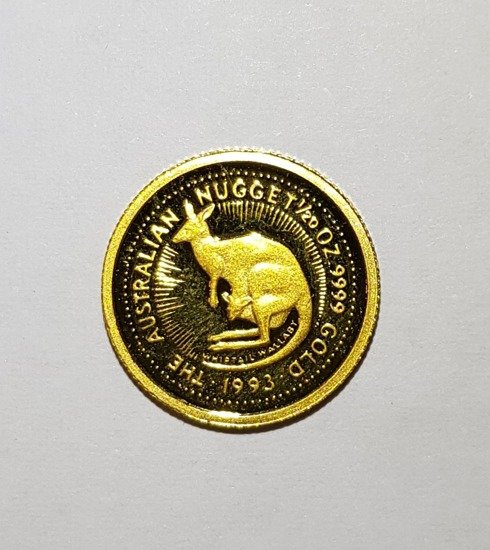 THE AUSTRALIAN NUGGET 1/20 OZ. 9999 GOLD
WHIPTAIL WALLABY
1993